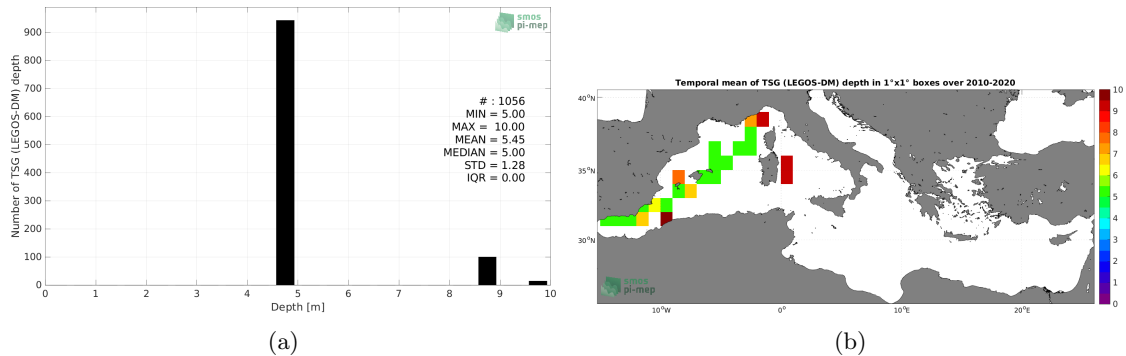 smos
pi-mep
Number of TSG (LEGOS-DM) depth
900
800
700
600
500
400
300
200
100
0
# : 1056
MIN = 5.00
MAX = 10.00
MEAN = 5.45
MEDIAN = 5.00
STD = 1.28
IQR = 0.00
0 1 2 3 4 5 6 7 8 9 10
Depth [m]
(a)
Temporal mean of TSG (LEGOS-DM) depth in 1°x1° boxes over 2010-2020
40°N
35°N
30°N
smos
pi-mep
10°W 0° 10°E 20°E
10
9
8
7
6
5
4
3
2
1
0
(b)